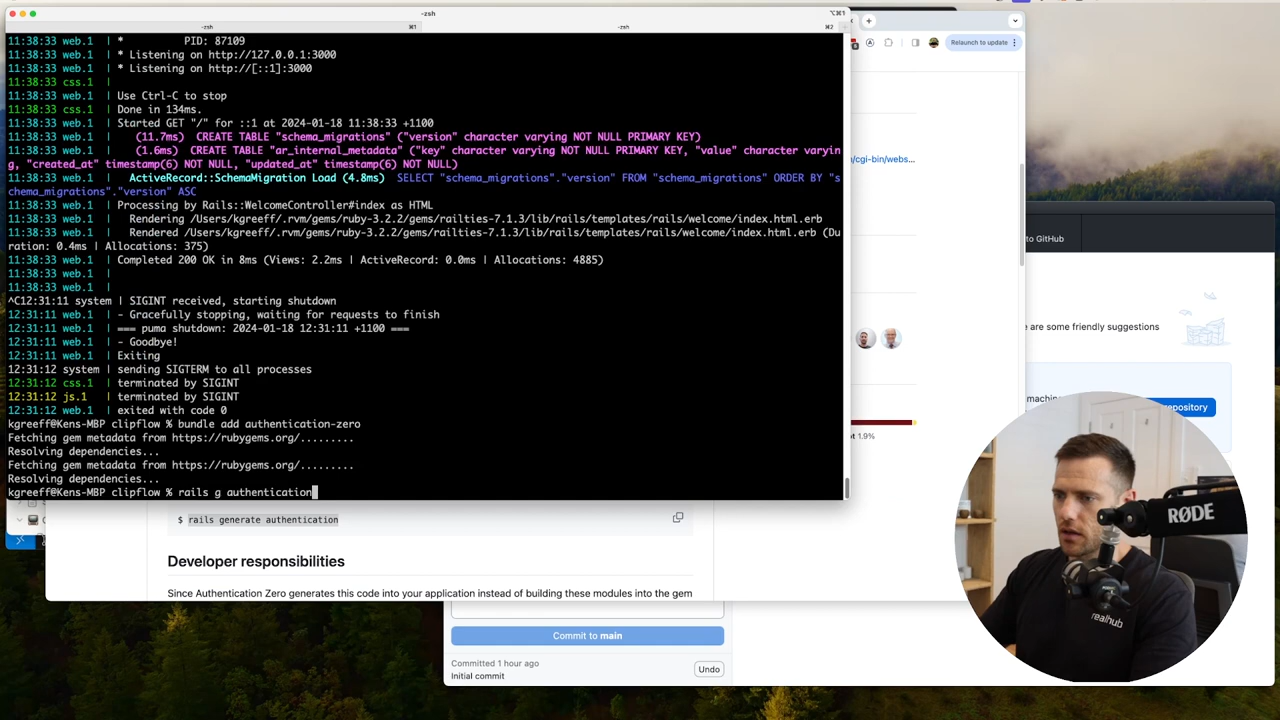 -zsh
⌥⌘1
-zsh
⌘1
-zsh
⌘2
11:38:33 web.1  | *          PID: 87109
11:38:33 web.1  | * Listening on http://127.0.0.1:3000
11:38:33 web.1  | * Listening on http://[::1]:3000
11:38:33 css.1  |
11:38:33 web.1  | Use Ctrl-C to stop
11:38:33 css.1  | Done in 134ms.
11:38:33 web.1  | Started GET "/" for ::1 at 2024-01-18 11:38:33 +1100
11:38:33 web.1  |    (11.7ms)  CREATE TABLE "schema_migrations" ("version" character varying NOT NULL PRIMARY KEY)
11:38:33 web.1  |    (1.6ms)  CREATE TABLE "ar_internal_metadata" ("key" character varying NOT NULL PRIMARY KEY, "value" character varyin
g, "created_at" timestamp(6) NOT NULL, "updated_at" timestamp(6) NOT NULL)
11:38:33 web.1  |   ActiveRecord::SchemaMigration Load (4.8ms)  SELECT "schema_migrations"."version" FROM "schema_migrations" ORDER BY "s
chema_migrations"."version" ASC
11:38:33 web.1  | Processing by Rails::WelcomeController#index as HTML
11:38:33 web.1  |   Rendering /Users/kgreeff/.rvm/gems/ruby-3.2.2/gems/railties-7.1.3/lib/rails/templates/rails/welcome/index.html.erb
11:38:33 web.1  |   Rendered /Users/kgreeff/.rvm/gems/ruby-3.2.2/gems/railties-7.1.3/lib/rails/templates/rails/welcome/index.html.erb (Du
ration: 0.4ms | Allocations: 375)
11:38:33 web.1  | Completed 200 OK in 8ms (Views: 2.2ms | ActiveRecord: 0.0ms | Allocations: 4885)
11:38:33 web.1  |
11:38:33 web.1  |
^C12:31:11 system | SIGINT received, starting shutdown
12:31:11 web.1  | - Gracefully stopping, waiting for requests to finish
12:31:11 web.1  | === puma shutdown: 2024-01-18 12:31:11 +1100 ===
12:31:11 web.1  | - Goodbye!
12:31:11 web.1  | Exiting
12:31:12 system | sending SIGTERM to all processes
12:31:12 css.1  | terminated by SIGINT
12:31:12 js.1   | terminated by SIGINT
12:31:12 web.1  | exited with code 0
kgreeff@Kens-MBP clipflow % bundle add authentication-zero
Fetching gem metadata from https://rubygems.org/.........
Resolving dependencies...
Fetching gem metadata from https://rubygems.org/.........
Resolving dependencies...
kgreeff@Kens-MBP clipflow % rails g authentication
Relaunch to update
/cgi-bin/webs...
to GitHub
e are some friendly suggestions
machin
epository
1.9%
$ rails generate authentication
Developer responsibilities
Since Authentication Zero generates this code into your application instead of building these modules into the gem
Commit to main
Committed 1 hour ago
Initial commit
Undo
RØDE
realhub